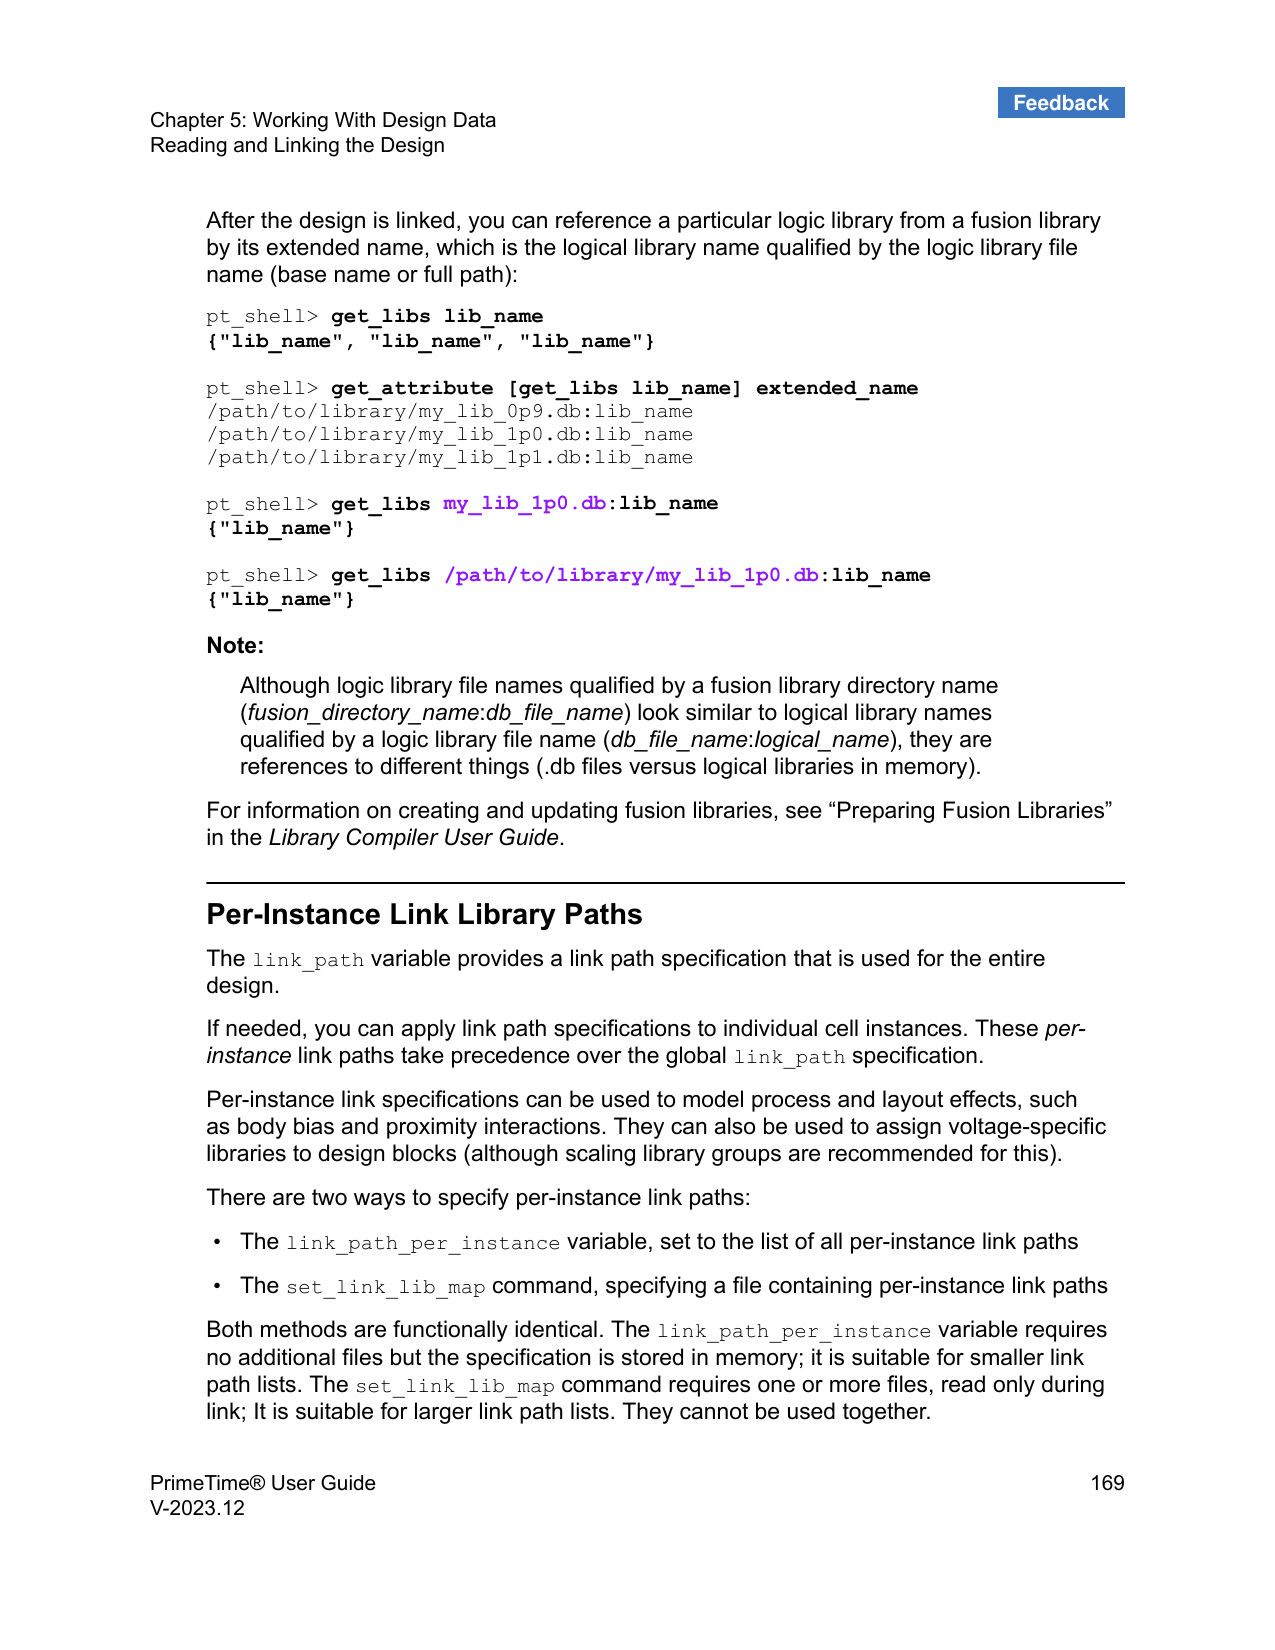 Feedback
Chapter 5: Working With Design Data
Reading and Linking the Design
After the design is linked, you can reference a particular logic library from a fusion library
by its extended name, which is the logical library name qualified by the logic library file
name (base name or full path):
pt_shell> get_libs lib_name
{"lib_name", "lib_name", "lib_name"}
pt_shell> get_attribute [get_libs lib_name] extended_name
/path/to/library/my_lib_0p9.db:lib_name
/path/to/library/my_lib_1p0.db:lib_name
/path/to/library/my_lib_1p1.db:lib_name
pt_shell> get_libs my_lib_1p0.db:lib_name
{"lib_name"}
pt_shell> get_libs /path/to/library/my_lib_1p0.db:lib_name
{"lib_name"}
Note:
Although logic library file names qualified by a fusion library directory name
(fusion_directory_name:db_file_name) look similar to logical library names
qualified by a logic library file name (db_file_name:logical_name), they are
references to different things (.db files versus logical libraries in memory).
For information on creating and updating fusion libraries, see “Preparing Fusion Libraries”
in the Library Compiler User Guide.
Per-Instance Link Library Paths
The link_path variable provides a link path specification that is used for the entire
design.
If needed, you can apply link path specifications to individual cell instances. These per-
instance link paths take precedence over the global link_path specification.
Per-instance link specifications can be used to model process and layout effects, such
as body bias and proximity interactions. They can also be used to assign voltage-specific
libraries to design blocks (although scaling library groups are recommended for this).
There are two ways to specify per-instance link paths:
• The link_path_per_instance variable, set to the list of all per-instance link paths
• The set_link_lib_map command, specifying a file containing per-instance link paths
Both methods are functionally identical. The link_path_per_instance variable requires
no additional files but the specification is stored in memory; it is suitable for smaller link
path lists. The set_link_lib_map command requires one or more files, read only during
link; It is suitable for larger link path lists. They cannot be used together.
PrimeTime® User Guide
169
V-2023.12